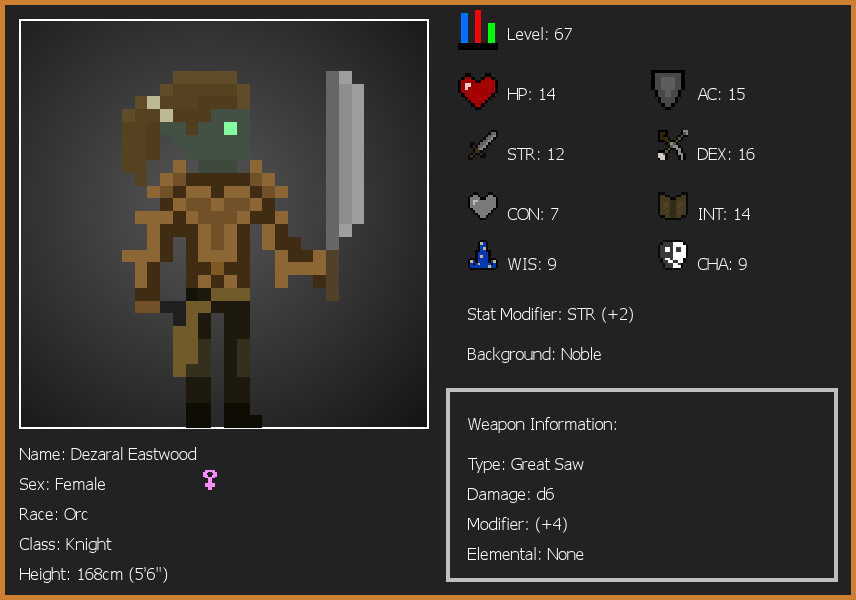 Level: 67
HP: 14
AC: 15
STR: 12
DEX: 16
CON: 7
INT: 14
WIS: 9
CHA: 9
Stat Modifier: STR (+2)
Background: Noble
Weapon Information:
Type: Great Saw
Damage: d6
Modifier: (+4)
Elemental: None
Name: Dezaral Eastwood
Sex: Female
Race: Orc
Class: Knight
Height: 168cm (5'6")